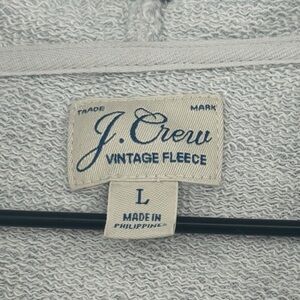 TRADE MARK
J. Crew
VINTAGE FLEECE
L
MADE IN
PHILIPPINES